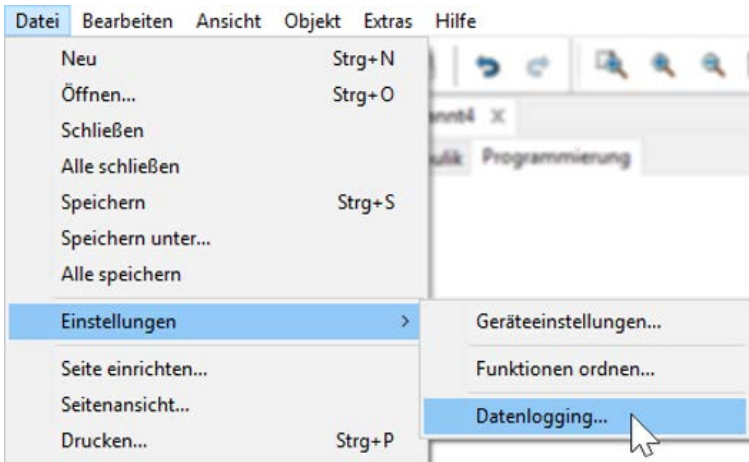 Datei Bearbeiten Ansicht Objekt Extras Hilfe
Neu Strg+N
Öffnen... Strg+O
Schließen
Alle schließen
Speichern Strg+S
Speichern unter...
Alle speichern
Einstellungen >
Seite einrichten...
Seitenansicht...
Drucken... Strg+P
Programmierung
Geräteeinstellungen...
Funktionen ordnen...
Datenlogging...